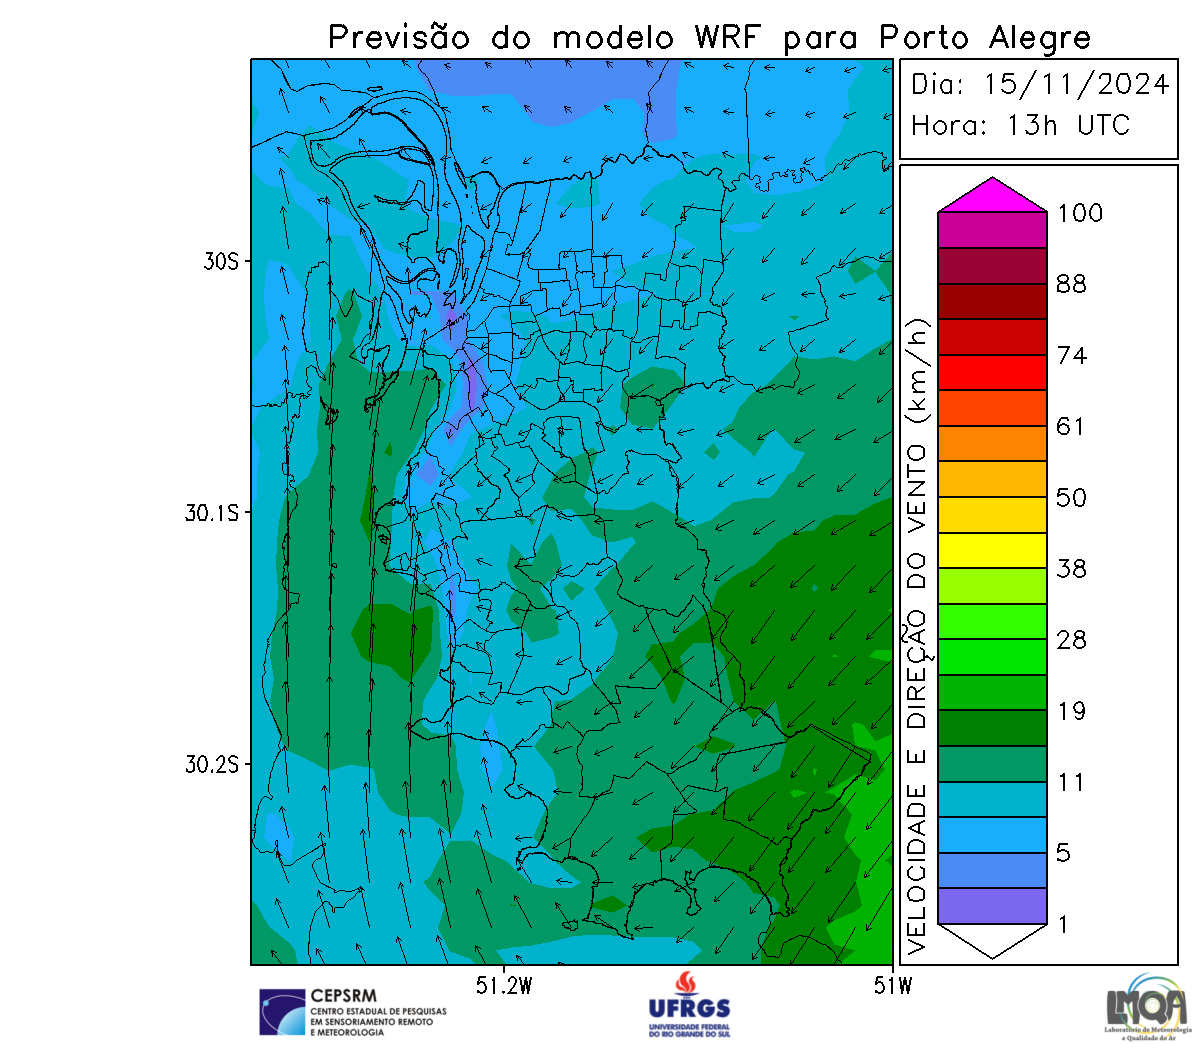 Previsão do modelo WRF para Porto Alegre
Dia: 15/11/2024
Hora: 13h UTC
VELOCIDADE E DIREÇÃO DO VENTO (km/h)
100
88
74
61
50
38
28
19
11
5
1
30S
30.1S
30.2S
51.2W
51W
CEPSRM
CENTRO ESTADUAL DE PESQUISAS
EM SENSORIAMENTO REMOTO
E METEOROLOGIA
UFRGS
UNIVERSIDADE FEDERAL
DO RIO GRANDE DO SUL
LMQA
Laboratório de Meteorologia
e Qualidade do Ar